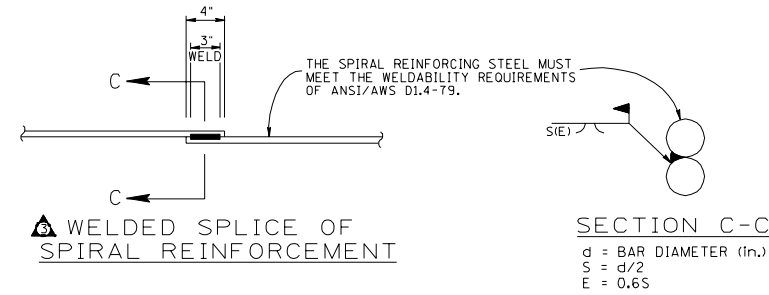 4"
3"
WELD
C
THE SPIRAL REINFORCING STEEL MUST
MEET THE WELDABILITY REQUIREMENTS
OF ANSI/AWS D1.4-79.
S(E)
C
3 WELDED SPLICE OF
SPIRAL REINFORCEMENT
SECTION C-C
d = BAR DIAMETER (in.)
S = d/2
E = 0.6S